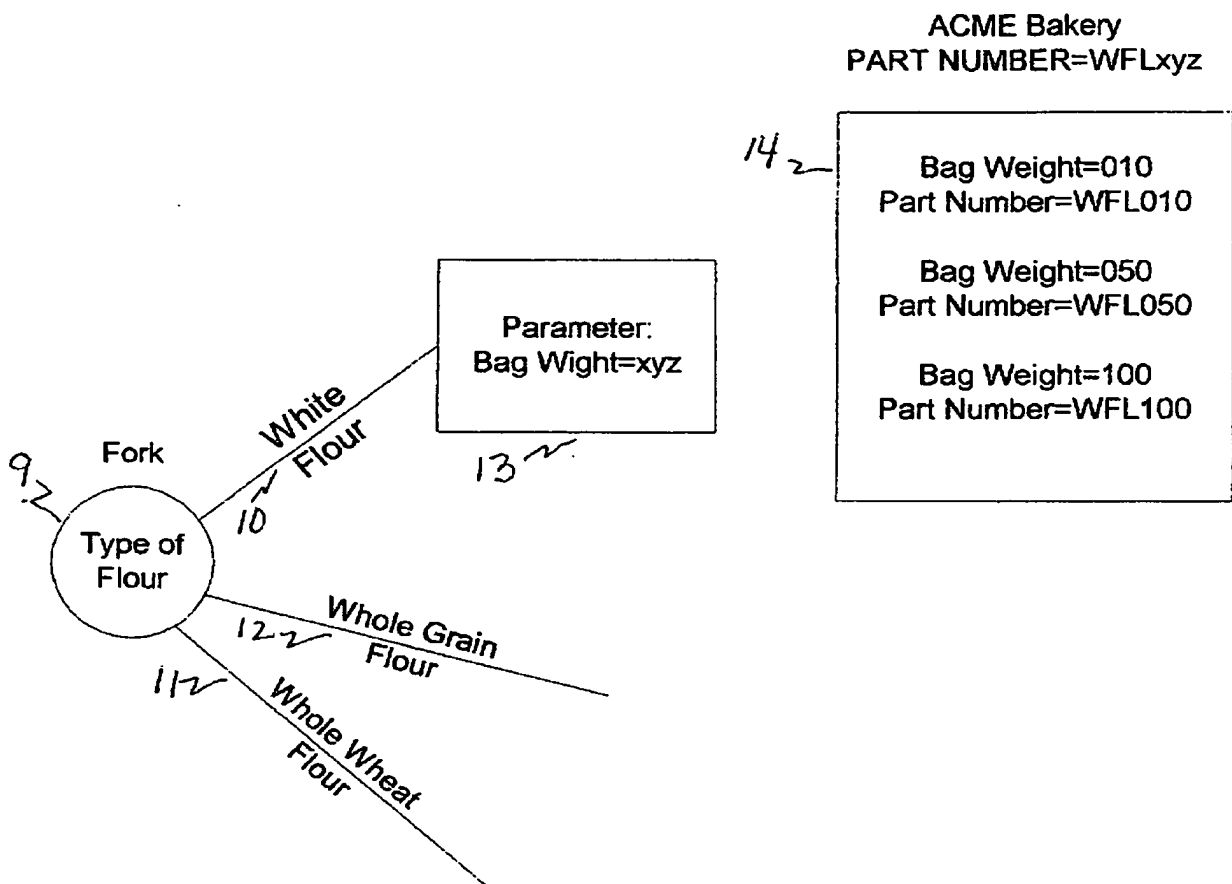 ACME Bakery
PART NUMBER=WFLxyz
14
Bag Weight=010
Part Number=WFL010
Bag Weight=050
Part Number=WFL050
Bag Weight=100
Part Number=WFL100
Parameter:
Bag Wight=xyz
13
White
Flour
10
Fork
9
Type of
Flour
Whole Grain
Flour
12
Whole Wheat
Flour
11